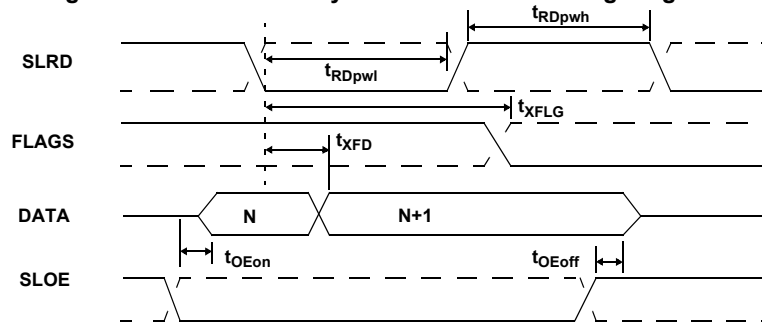 tRDpwh
SLRD
tRDpwl
tXFLG
FLAGS
tXFD
DATA
N
N+1
tOEon
tOEoff
SLOE